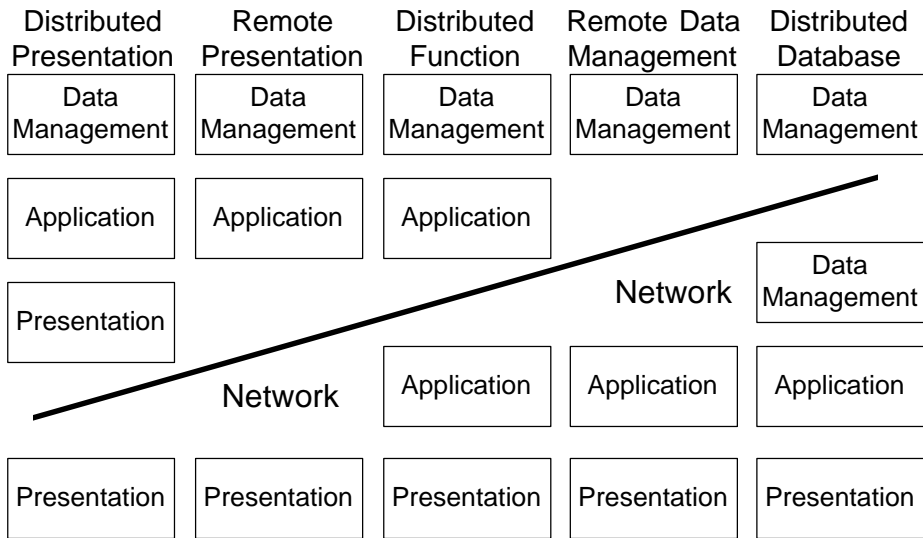 Distributed
Presentation
Remote
Presentation
Distributed
Function
Remote Data
Management
Distributed
Database
Data
Management
Data
Management
Data
Management
Data
Management
Data
Management
Application
Application
Application
Data
Management
Network
Presentation
Network
Application
Application
Application
Presentation
Presentation
Presentation
Presentation
Presentation